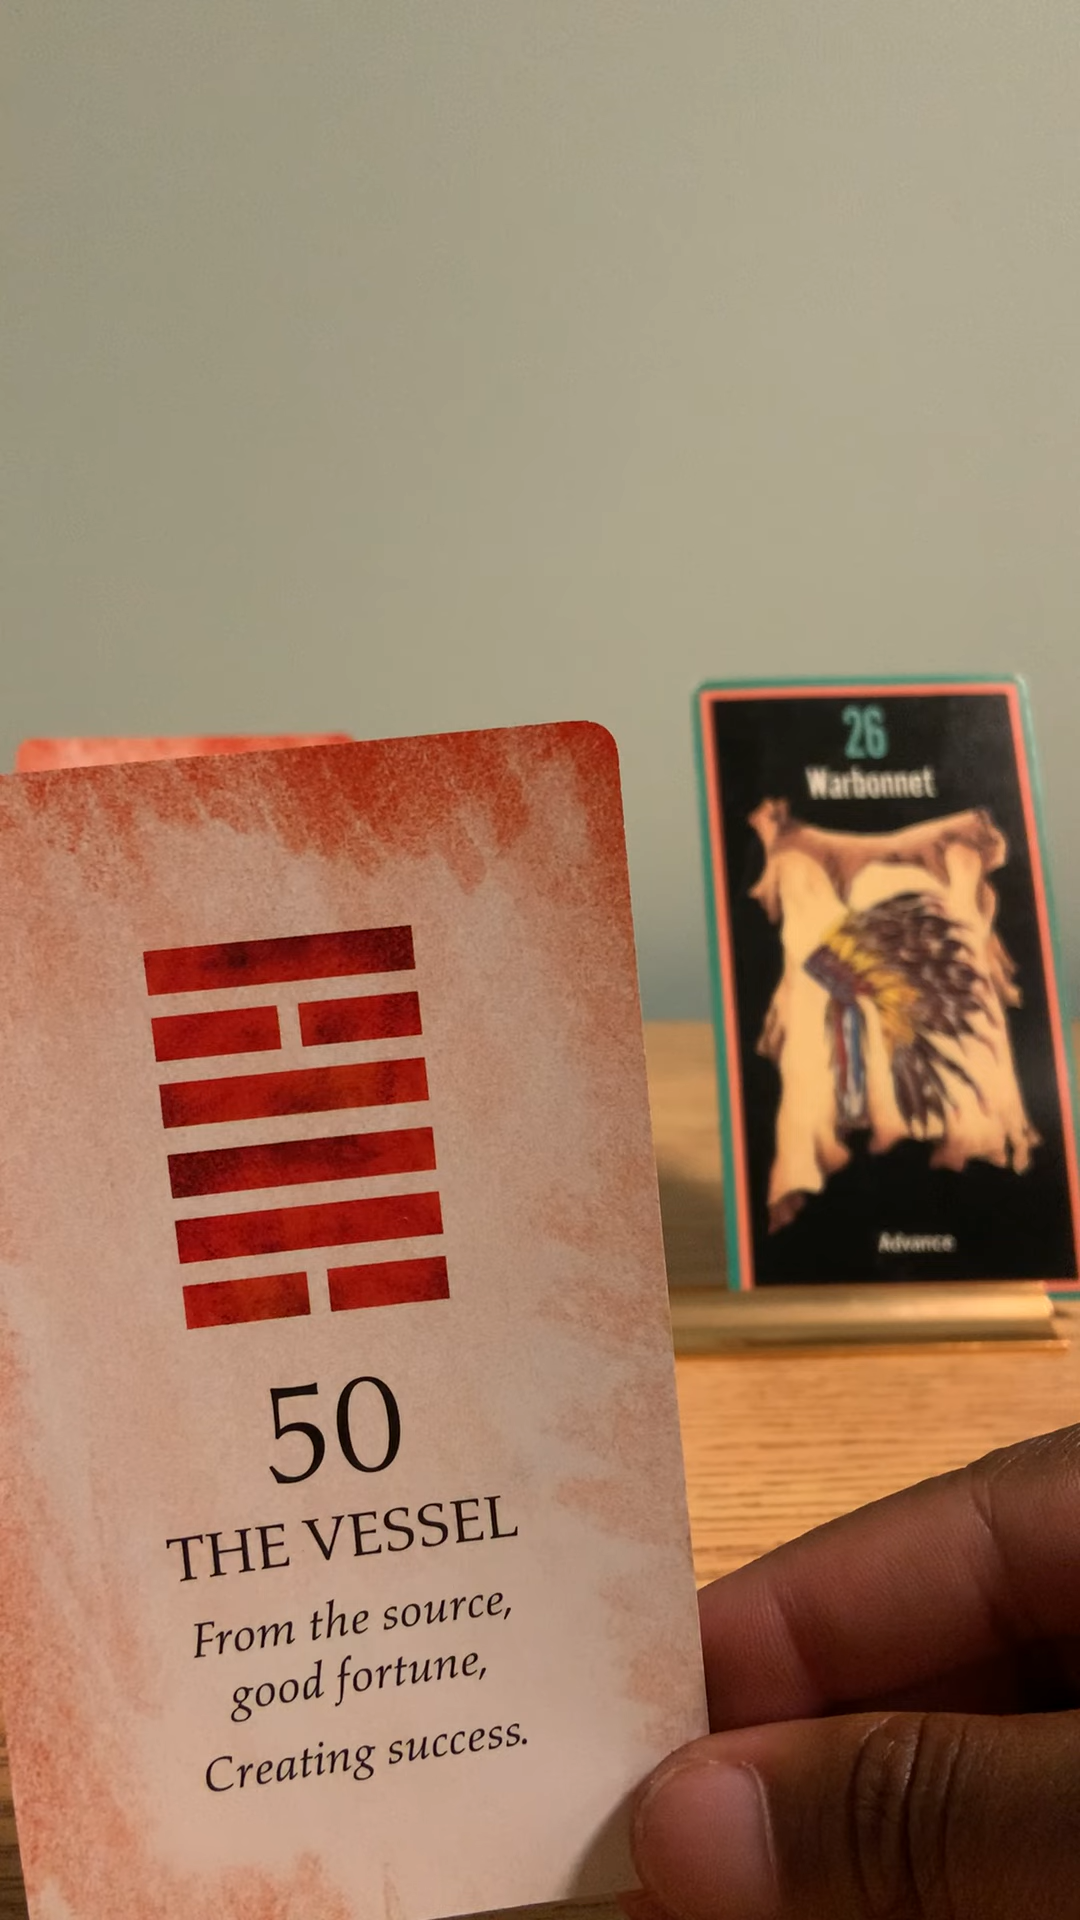 26
Warbonnet
Advance
50
THE VESSEL
From the source,
good fortune,
Creating success.